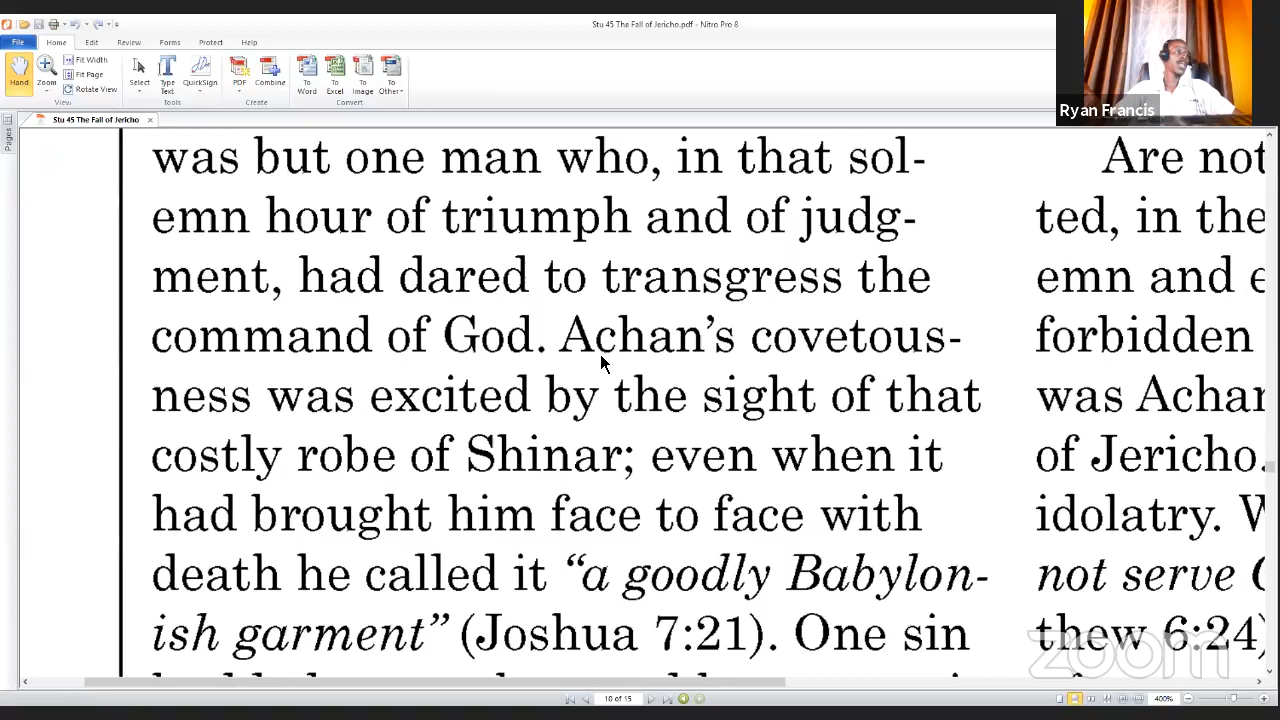 Stu 45 The Fall of Jericho.pdf - Nitro Pro 8
File Home Edit Review Forms Protect Help
Hand Zoom Fit Width Fit Page Rotate View Select Type Text QuickSign PDF Combine To Word To Excel To Image To Other
View Tools Create Convert
Stu 45 The Fall of Jericho
Pages
Ryan Francis
was but one man who, in that sol-
emn hour of triumph and of judg-
ment, had dared to transgress the
command of God. Achan's covetous-
ness was excited by the sight of that
costly robe of Shinar; even when it
had brought him face to face with
death he called it “a goodly Babylon-
ish garment” (Joshua 7:21). One sin
Are not
ted, in the
emn and
forbidden
was
of Jericho.
idolatry.
not serve
thew 6:24)
zoom
10 of 15
400%